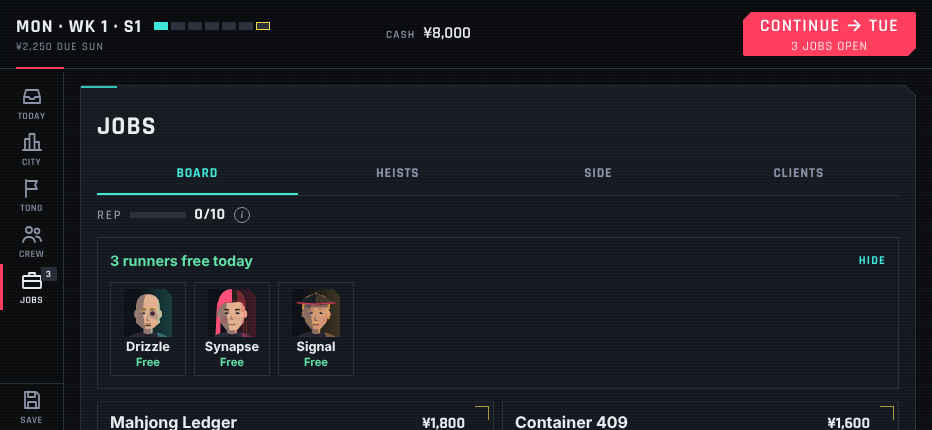 MON · WK 1 · S1
¥2,250 DUE SUN
CASH ¥8,000
CONTINUE → TUE
3 JOBS OPEN
TODAY
CITY
TONG
CREW
3
JOBS
SAVE
JOBS
BOARD HEISTS SIDE CLIENTS
REP 0/10 i
3 runners free today HIDE
Drizzle Synapse Signal
Free Free Free
Mahjong Ledger ¥1,800 Container 409 ¥1,600